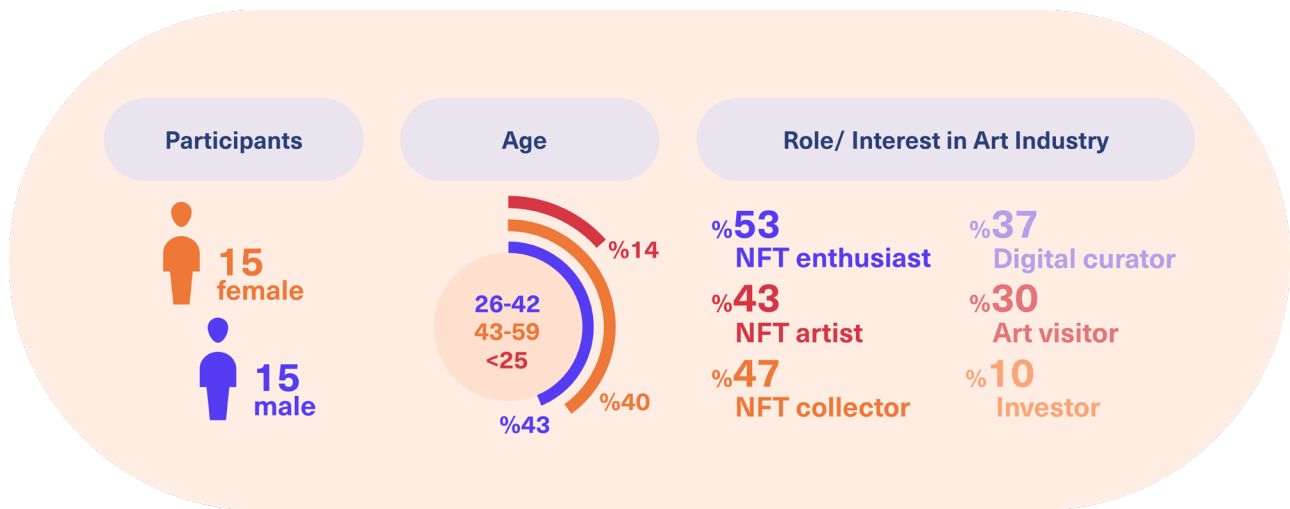 Participants
15
female
15
male
Age
%14
26-42
43-59
<25
%40
%43
Role/ Interest in Art Industry
%53
NFT enthusiast
%43
NFT artist
%47
NFT collector
%37
Digital curator
%30
Art visitor
%10
Investor